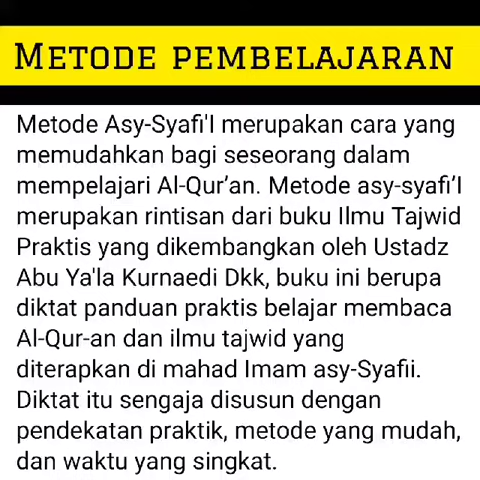 METODE PEMBELAJARAN
Metode Asy-Syafi'I merupakan cara yang
memudahkan bagi seseorang dalam
mempelajari Al-Qur’an. Metode asy-syafi’I
merupakan rintisan dari buku Ilmu Tajwid
Praktis yang dikembangkan oleh Ustadz
Abu Ya'la Kurnaedi Dkk, buku ini berupa
diktat panduan praktis belajar membaca
Al-Qur-an dan ilmu tajwid yang
diterapkan di mahad Imam asy-Syafii.
Diktat itu sengaja disusun dengan
pendekatan praktik, metode yang mudah,
dan waktu yang singkat.